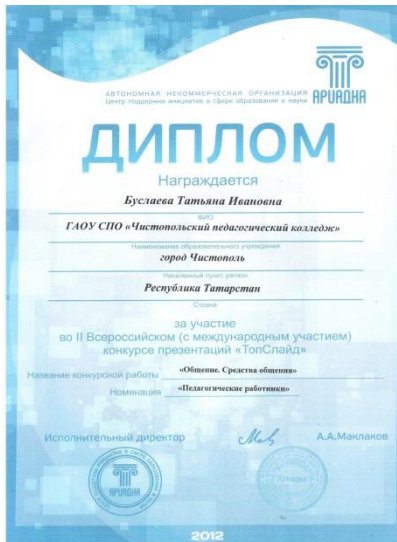 АВТОНОМНАЯ НЕКОММЕРЧЕСКАЯ ОРГАНИЗАЦИЯ
Центр поддержки инициатив в сфере образования и науки
АРИАДНА
ДИПЛОМ
Награждается
Буслаева Татьяна Ивановна
ФИО
ГАОУ СПО «Чистопольский педагогический колледж»
Наименование образовательного учреждения
город Чистополь
Населенный пункт, регион
Республика Татарстан
Страна
за участие
во II Всероссийском (с международным участием)
конкурсе презентаций «ТопСлайд»
Название конкурсной работы «Общение. Средства общения»
Номинация «Педагогические работники»
Исполнительный директор А.А.Маклаков
АРИАДНА
2012